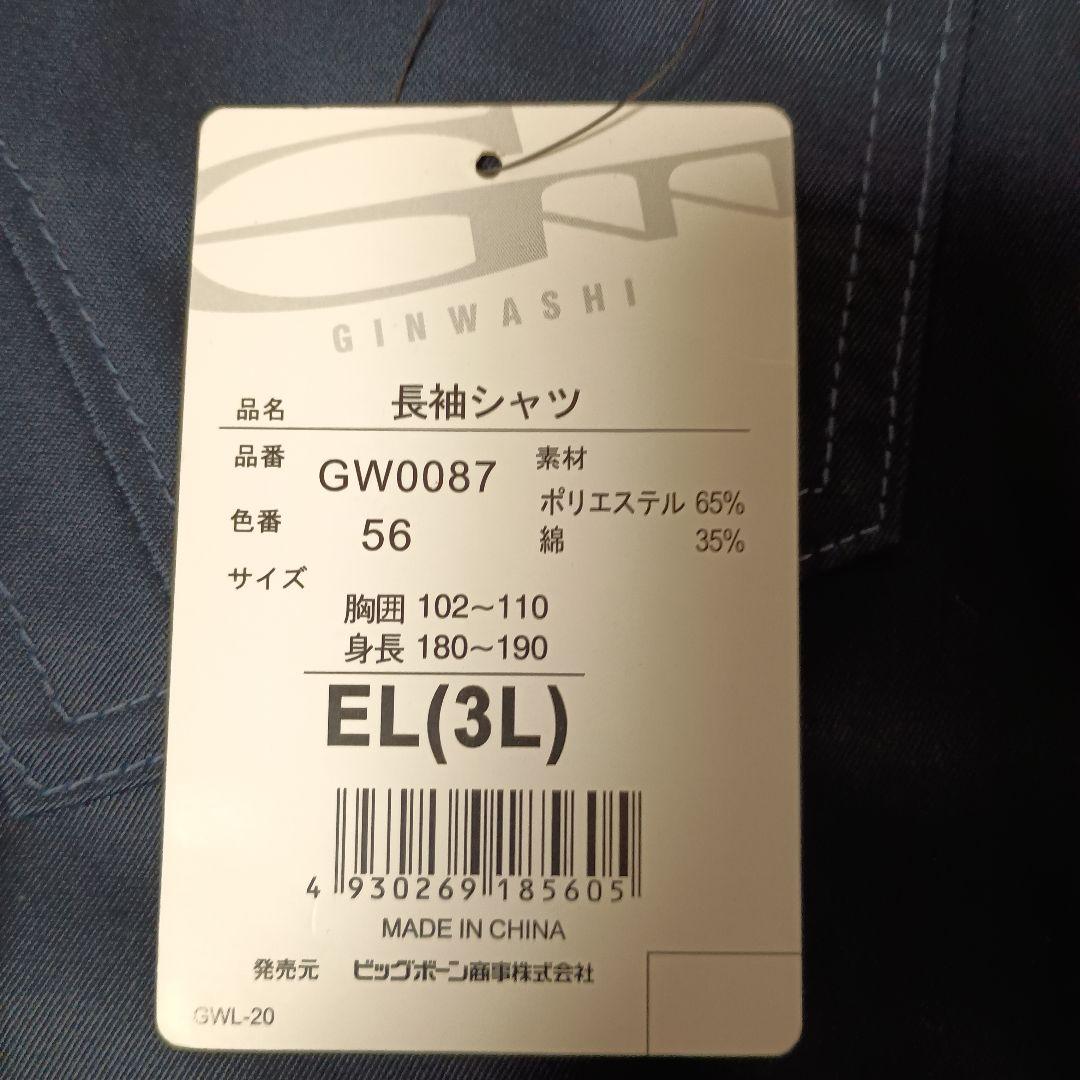 GW
GINWASHI
品名 長袖シャツ
品番 GW0087
素材
ポリエステル 65%
綿 35%
色番 56
サイズ
胸囲 102~110
身長 180~190
EL(3L)
4 930269 185605
MADE IN CHINA
発売元 ビッグボーン商事株式会社
GWL-20